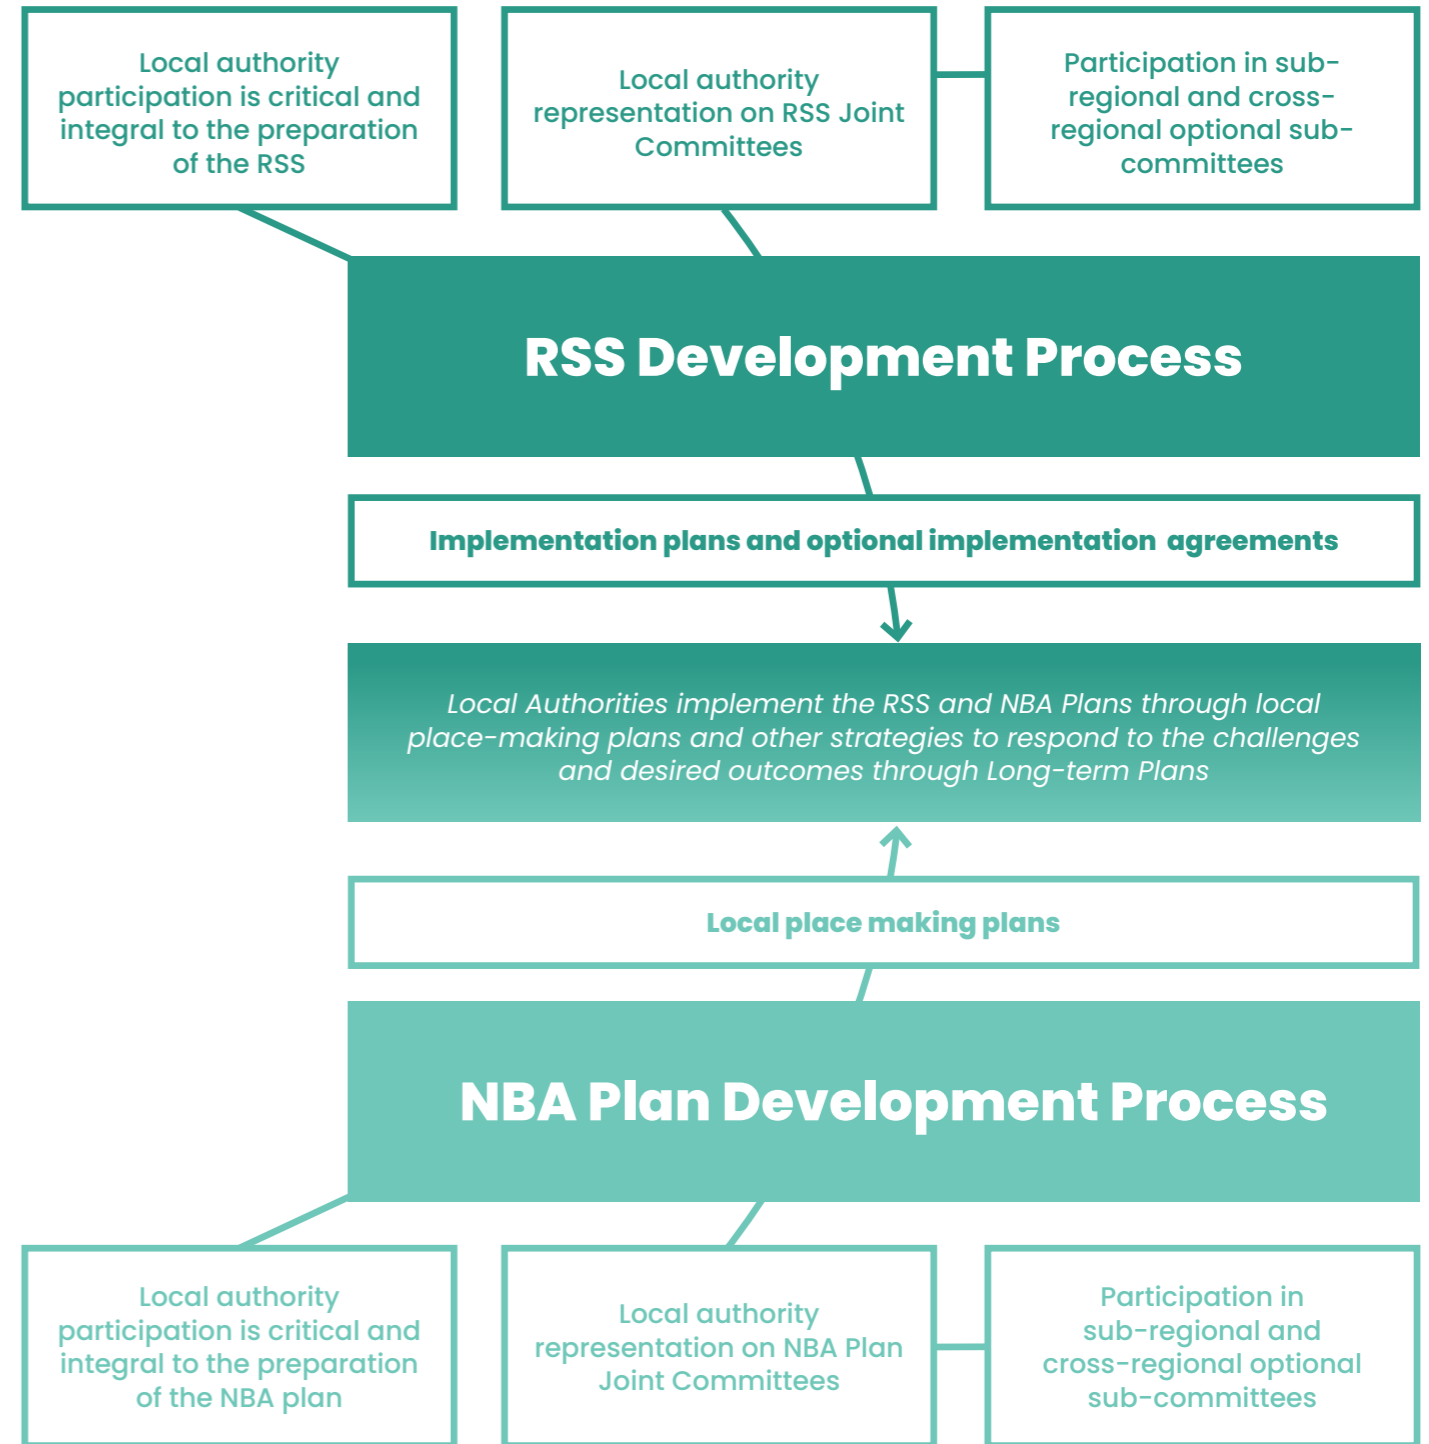 Local authority
participation is critical and
integral to the preparation
of the RSS
Local authority
representation on RSS Joint
Committees
Participation in sub-
regional and cross-
regional optional sub-
committees
RSS Development Process
Implementation plans and optional implementation agreements
Local Authorities implement the RSS and NBA Plans through local
place-making plans and other strategies to respond to the challenges
and desired outcomes through Long-term Plans
Local place making plans
NBA Plan Development Process
Local authority
participation is critical and
integral to the preparation
of the NBA plan
Local authority
representation on NBA Plan
Joint Committees
Participation in
sub-regional and
cross-regional optional
sub-committees